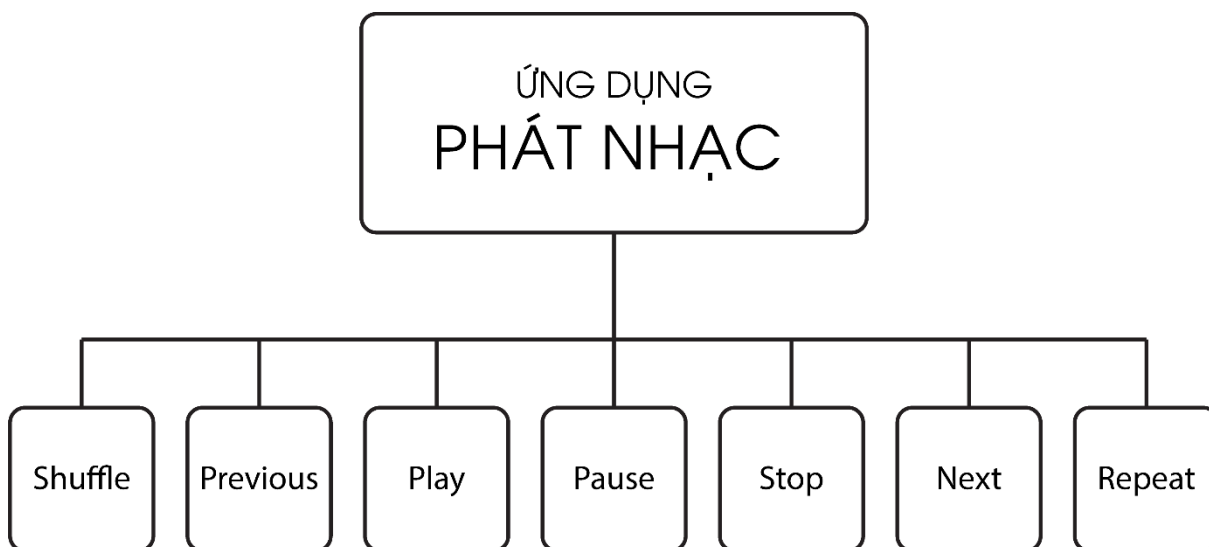 ỨNG DỤNG
PHÁT NHẠC
Shuffle
Previous
Play
Pause
Stop
Next
Repeat